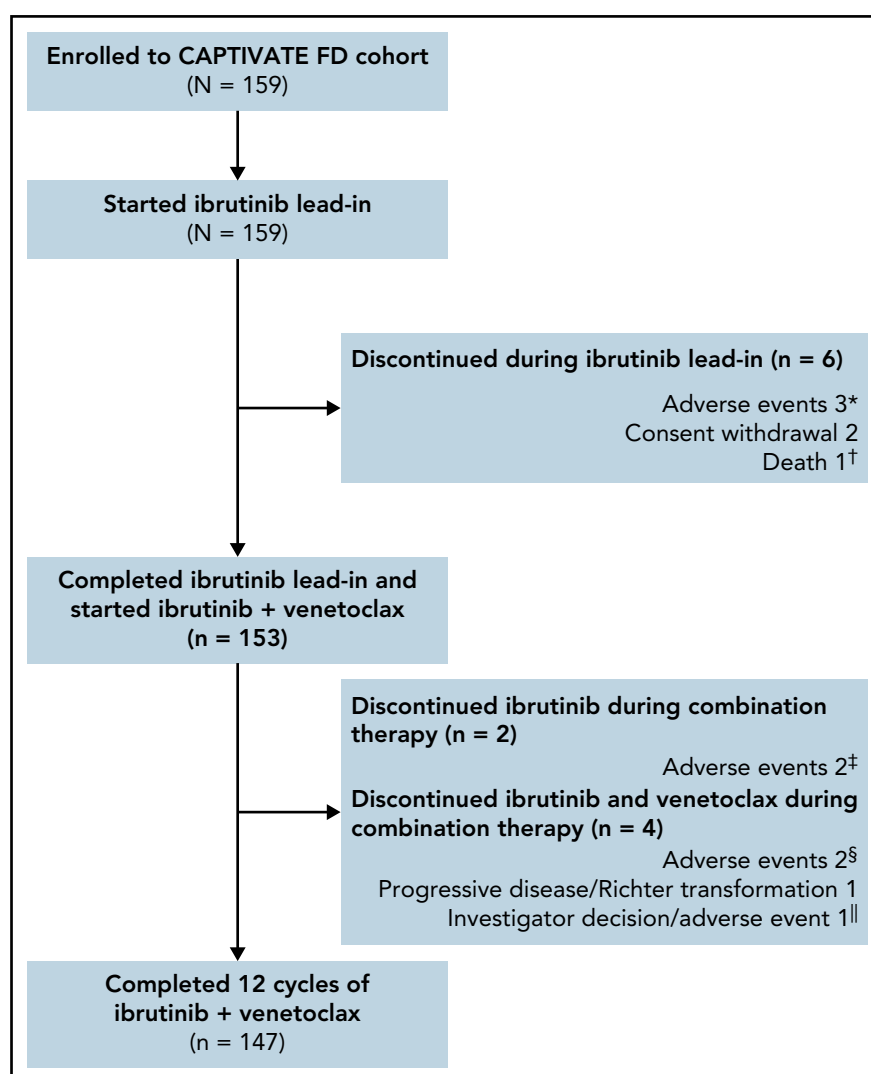 Enrolled to CAPTIVATE FD cohort
(N = 159)
Started ibrutinib lead-in
(N = 159)
Discontinued during ibrutinib lead-in (n = 6)
Adverse events 3*
Consent withdrawal 2
Death 1†
Completed ibrutinib lead-in and
started ibrutinib + venetoclax
(n = 153)
Discontinued ibrutinib during combination
therapy (n = 2)
Adverse events 2‡
Discontinued ibrutinib and venetoclax during
combination therapy (n = 4)
Adverse events 2§
Progressive disease/Richter transformation 1
Investigator decision/adverse event 1||
Completed 12 cycles of
ibrutinib + venetoclax
(n = 147)